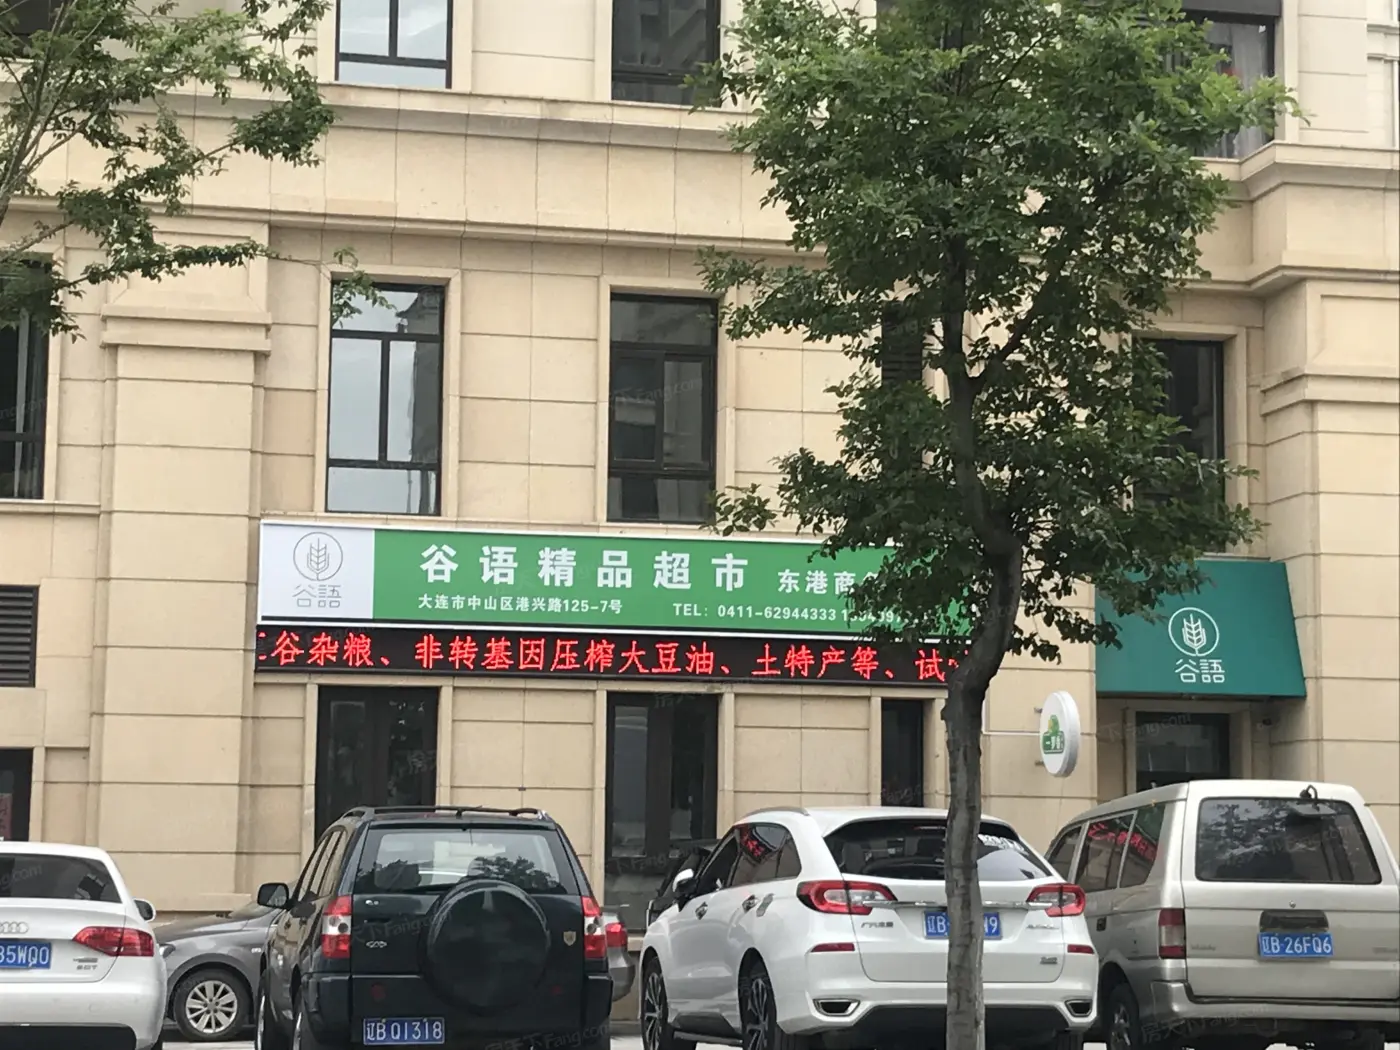 谷語
谷语精品超市
东港商
大连市中山区港兴路125-7号
TEL: 0411-62944333
谷杂粮、非转基因压榨大豆油、土特产等、试
谷語
85WQ0
辽B Q1318
辽B·26FQ6